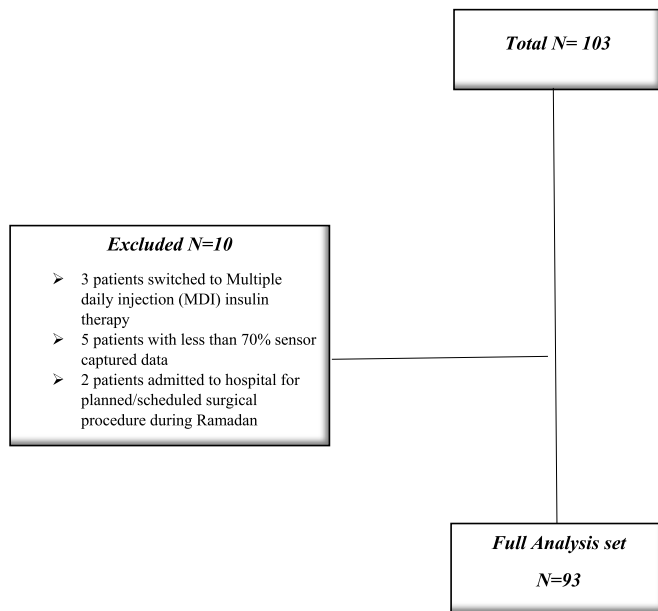 Total N= 103
Excluded N=10
➢ 3 patients switched to Multiple
daily injection (MDI) insulin
therapy
➢ 5 patients with less than 70% sensor
captured data
➢ 2 patients admitted to hospital for
planned/scheduled surgical
procedure during Ramadan
Full Analysis set
N=93